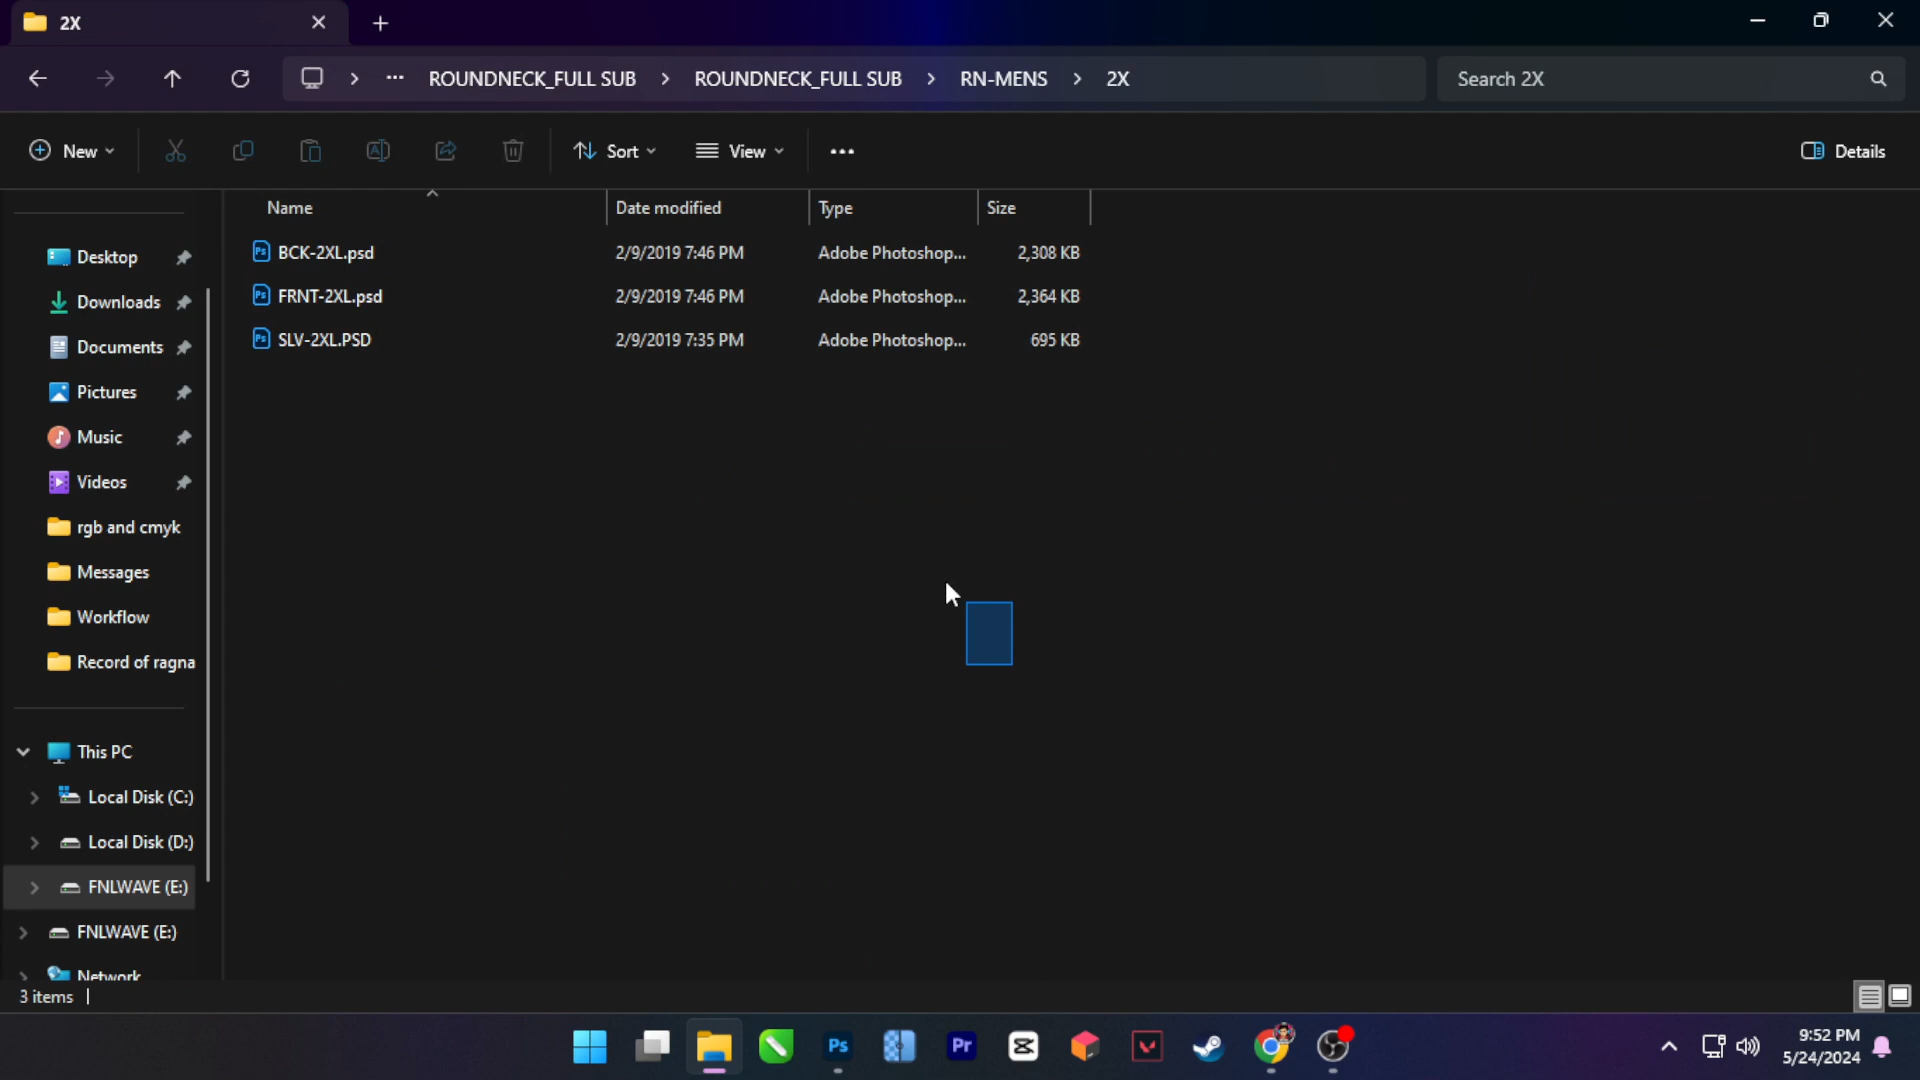 2X
ROUNDNECK_FULL SUB ROUNDNECK_FULL SUB RN-MENS 2X
Search 2X
New Sort View Details
Name Date modified Type Size
BCK-2XL.psd 2/9/2019 7:46 PM Adobe Photoshop... 2,308 KB
FRNT-2XL.psd 2/9/2019 7:46 PM Adobe Photoshop... 2,364 KB
SLV-2XL.PSD 2/9/2019 7:35 PM Adobe Photoshop... 695 KB
Desktop
Downloads
Documents
Pictures
Music
Videos
rgb and cmyk
Messages
Workflow
Record of ragna
This PC
Local Disk (C:)
Local Disk (D:)
FNLWAVE (E:)
FNLWAVE (E:)
Network
3 items
Ps Pr
9:52 PM
5/24/2024